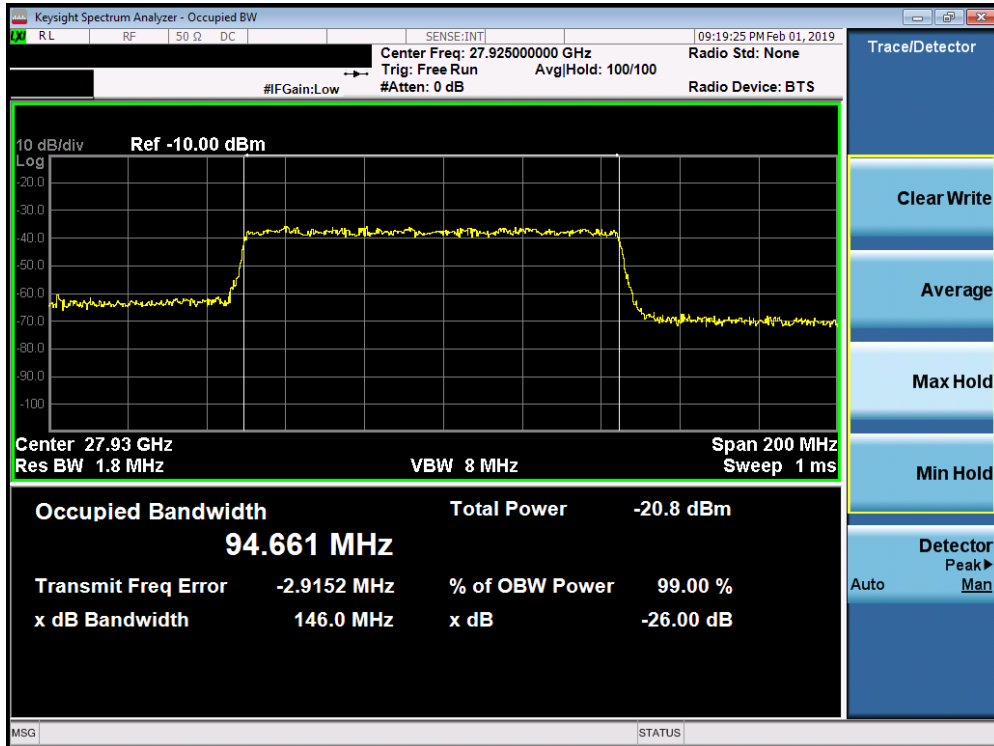 Keysight Spectrum Analyzer - Occupied BW
LXI RL RF 50 Ω DC SENSE:INT 09:19:25 PM Feb 01, 2019
Center Freq: 27.925000000 GHz Radio Std: None
Trig: Free Run Avg|Hold: 100/100
#IFGain:Low #Atten: 0 dB Radio Device: BTS
10 dB/div Ref -10.00 dBm
Log
-20.0
-30.0
-40.0
-50.0
-60.0
-70.0
-80.0
-90.0
-100
Center 27.93 GHz Span 200 MHz
Res BW 1.8 MHz VBW 8 MHz Sweep 1 ms
Occupied Bandwidth Total Power -20.8 dBm
94.661 MHz
Transmit Freq Error -2.9152 MHz % of OBW Power 99.00 %
x dB Bandwidth 146.0 MHz x dB -26.00 dB
MSG STATUS
Trace/Detector
Clear Write
Average
Max Hold
Min Hold
Detector
Peak▶
Auto Man